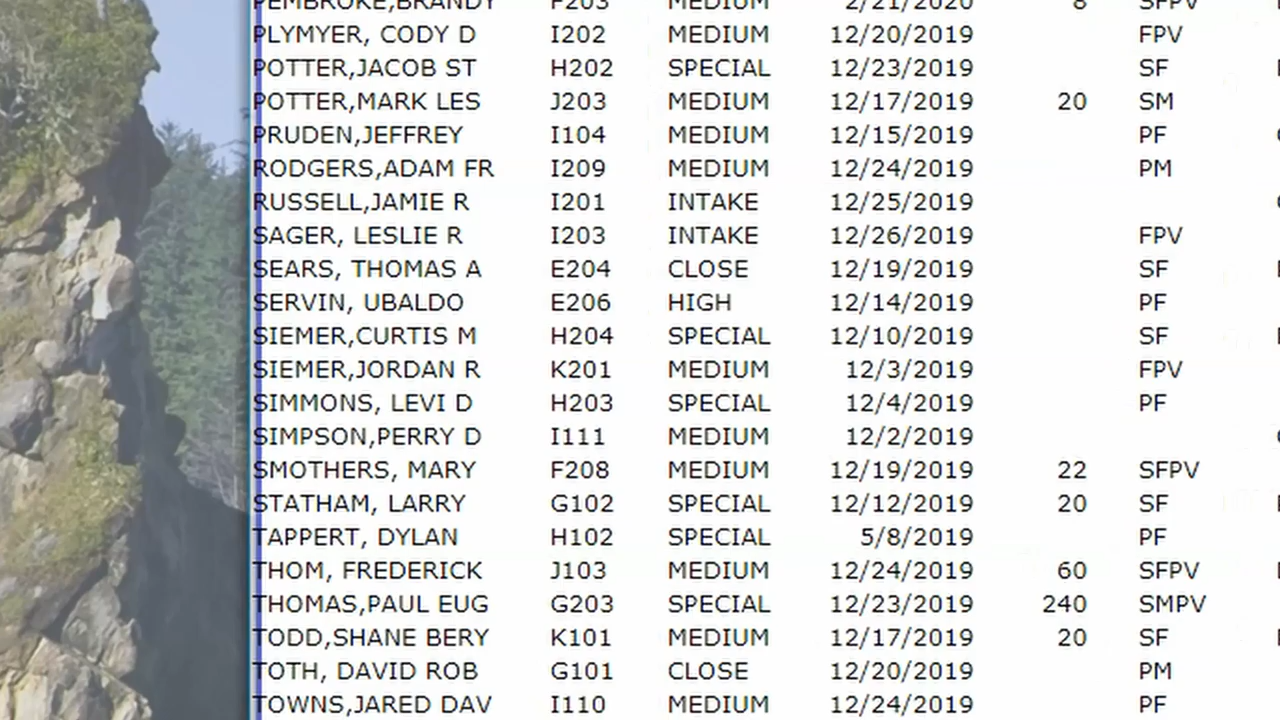 PEMBROKE,BRANDY F203 MEDIUM 2/21/2020 8 SFPV
PLYMYER, CODY D I202 MEDIUM 12/20/2019 FPV
POTTER,JACOB ST H202 SPECIAL 12/23/2019 SF
POTTER,MARK LES J203 MEDIUM 12/17/2019 20 SM
PRUDEN,JEFFREY I104 MEDIUM 12/15/2019 PF
RODGERS,ADAM FR I209 MEDIUM 12/24/2019 PM
RUSSELL,JAMIE R I201 INTAKE 12/25/2019
SAGER, LESLIE R I203 INTAKE 12/26/2019 FPV
SEARS, THOMAS A E204 CLOSE 12/19/2019 SF
SERVIN, UBALDO E206 HIGH 12/14/2019 PF
SIEMER,CURTIS M H204 SPECIAL 12/10/2019 SF
SIEMER,JORDAN R K201 MEDIUM 12/3/2019 FPV
SIMMONS, LEVI D H203 SPECIAL 12/4/2019 PF
SIMPSON,PERRY D I111 MEDIUM 12/2/2019
SMOTHERS, MARY F208 MEDIUM 12/19/2019 22 SFPV
STATHAM, LARRY G102 SPECIAL 12/12/2019 20 SF
TAPPERT, DYLAN H102 SPECIAL 5/8/2019 PF
THOM, FREDERICK J103 MEDIUM 12/24/2019 60 SFPV
THOMAS,PAUL EUG G203 SPECIAL 12/23/2019 240 SMPV
TODD,SHANE BERY K101 MEDIUM 12/17/2019 20 SF
TOTH, DAVID ROB G101 CLOSE 12/20/2019 PM
TOWNS,JARED DAV I110 MEDIUM 12/24/2019 PF